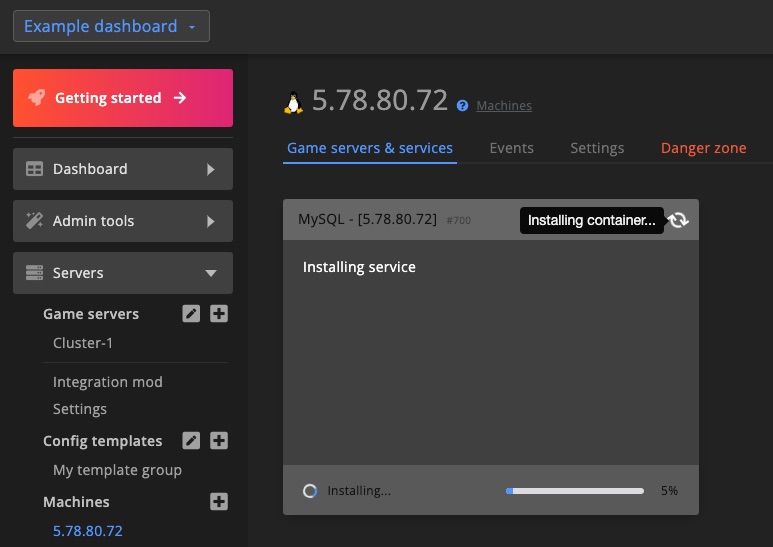 Example dashboard
Getting started
5.78.80.72 Machines
Game servers & services Events Settings Danger zone
Dashboard
Admin tools
Servers
Game servers
Cluster-1
Integration mod
Settings
Config templates
My template group
Machines
5.78.80.72
MySQL - [5.78.80.72] #700 Installing container...
Installing service
Installing... 5%